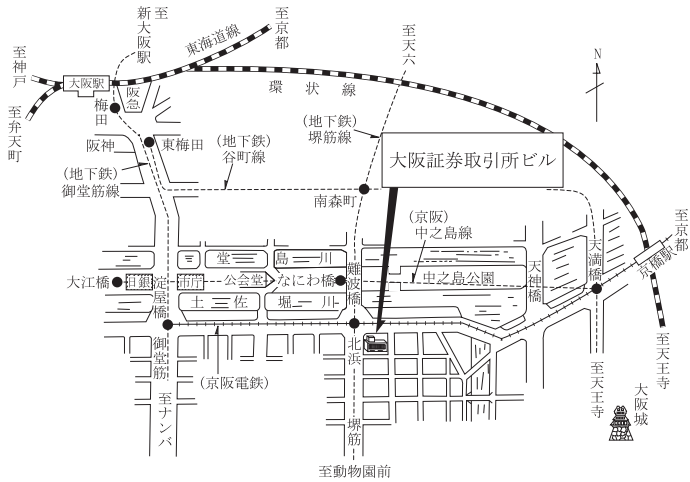 至
新大阪駅
東海道線
至京都
至天六
至神戸
大阪駅
阪急
環状線
N
至弁天町
梅田
(地下鉄)
堺筋線
(地下鉄)
谷町線
東梅田
阪神
(地下鉄)
御堂筋線
大阪証券取引所ビル
南森町
(京阪)
中之島線
至京都
京橋駅
堂島川
大江橋
日銀
淀屋橋
市庁
公会堂
なにわ橋
難波橋
中之島公園
天神橋
天満橋
土佐堀川
御堂筋
北浜
(京阪電鉄)
至ナンバ
堺筋
至動物園前
至天王寺
至天王寺
大阪城